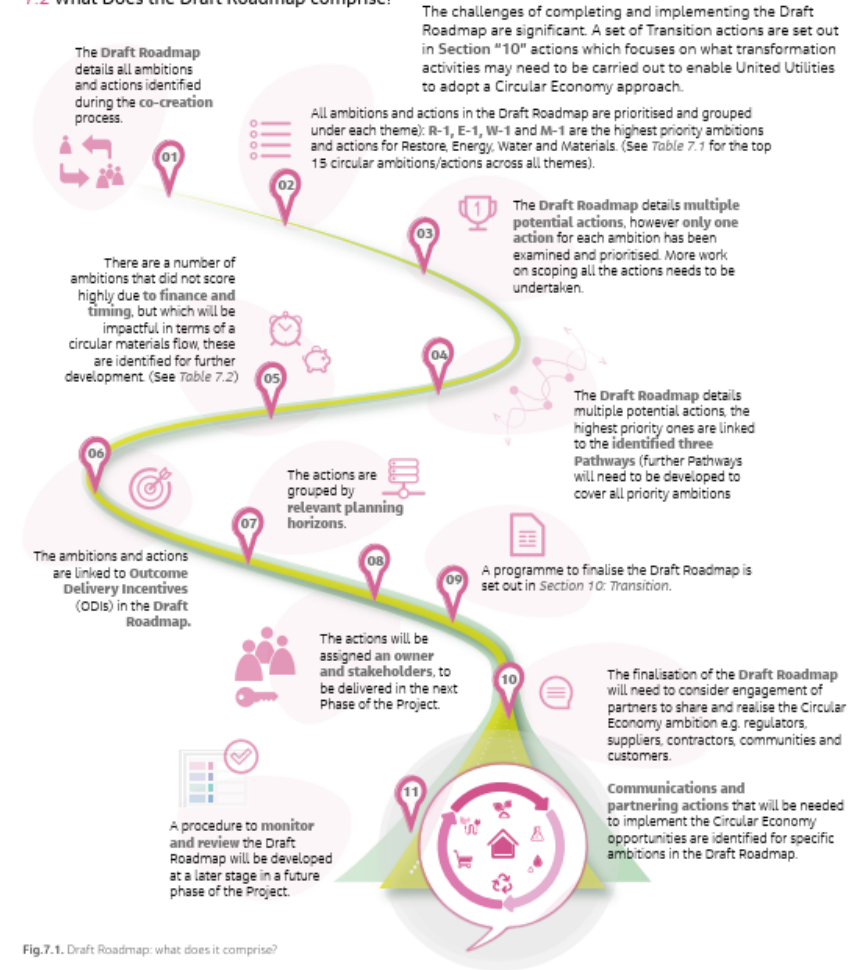 7.2 What Does the Draft Roadmap comprise?
The challenges of completing and implementing the Draft
Roadmap are significant. A set of Transition actions are set out
in Section "10" actions which focuses on what transformation
activities may need to be carried out to enable United Utilities
to adopt a Circular Economy approach.
The Draft Roadmap
details all ambitions
and actions identified
during the co-creation
process.
01
All ambitions and actions in the Draft Roadmap are prioritised and grouped
under each theme): R-1, E-1, W-1 and M-1 are the highest priority ambitions
and actions for Restore, Energy, Water and Materials. (See Table 7.1 for the top
15 circular ambitions/actions across all themes).
02
1
The Draft Roadmap details multiple
potential actions, however only one
action for each ambition has been
examined and prioritised. More work
on scoping all the actions needs to be
undertaken.
03
04
The Draft Roadmap details
multiple potential actions, the
highest priority ones are linked
to the identified three
Pathways (further Pathways
will need to be developed to
cover all priority ambitions
There are a number of
ambitions that did not score
highly due to finance and
timing, but which will be
impactful in terms of a
circular materials flow, these
are identified for further
development. (See Table 7.2)
05
06
The ambitions and actions
are linked to Outcome
Delivery Incentives
(ODIs) in the Draft
Roadmap.
The actions are
grouped by
relevant planning
horizons.
07
08
The actions will be
assigned an owner
and stakeholders, to
be delivered in the next
Phase of the Project.
09
A programme to finalise the Draft Roadmap is
set out in Section 10: Transition.
10
The finalisation of the Draft Roadmap
will need to consider engagement of
partners to share and realise the Circular
Economy ambition e.g. regulators,
suppliers, contractors, communities and
customers.
Communications and
partnering actions that will be needed
to implement the Circular Economy
opportunities are identified for specific
ambitions in the Draft Roadmap.
11
A procedure to monitor
and review the Draft
Roadmap will be developed
at a later stage in a future
phase of the Project.
Fig.7.1. Draft Roadmap: what does it comprise?